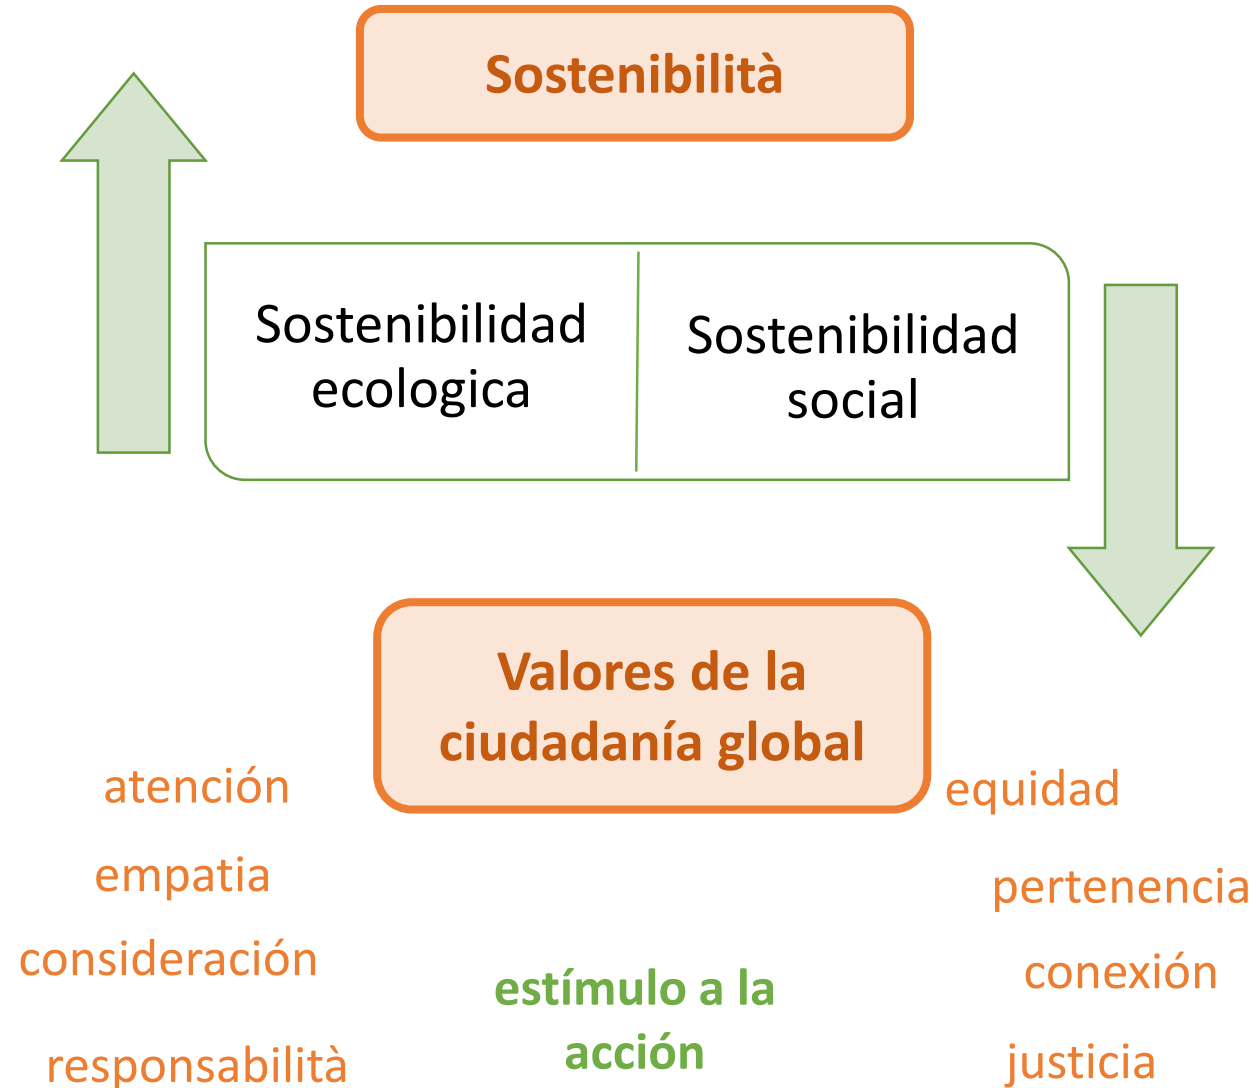 Sostenibilità
Sostenibilidad
ecologica
Sostenibilidad
social
Valores de la
ciudadanía global
atención
equidad
empatia
pertenencia
consideración
conexión
estímulo a la
acción
responsabilità
justicia